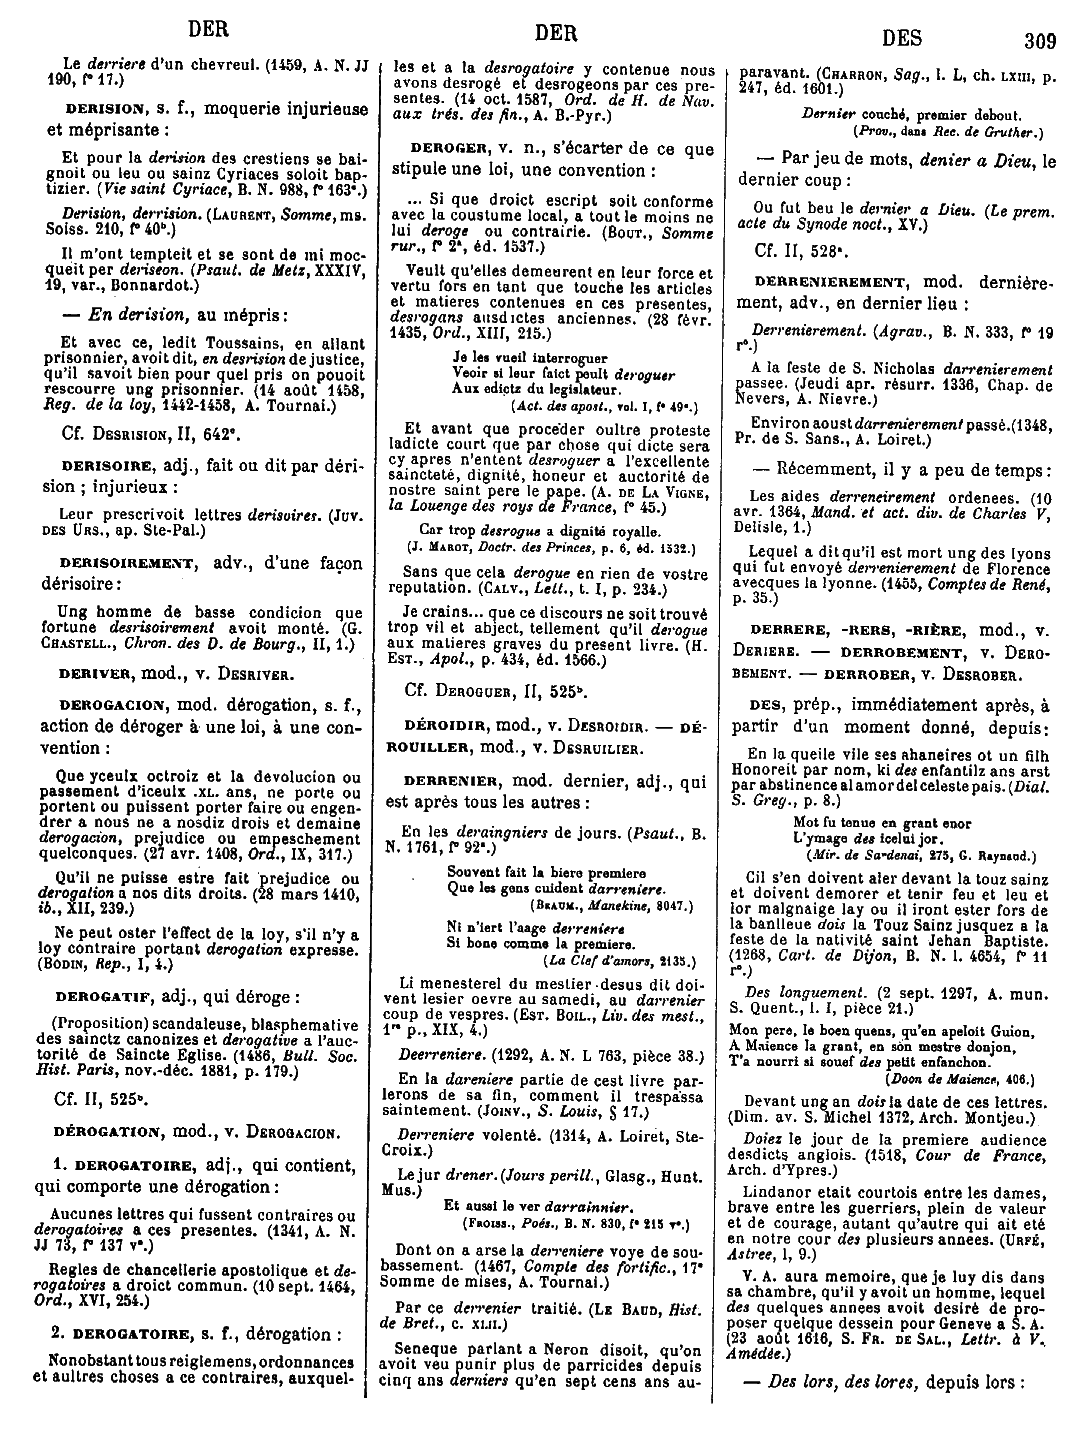 DER
DER
DES
309
Le derriere d'un chevreul. (1459, A. N. JJ
190, f° 17.)
DERISION, s. f., moquerie injurieuse
et méprisante :
Et pour la derision des crestiens se bai-
gnoit ou leu ou sainz Cyriaces soloit bap-
tizier. (Vie saint Cyriace, B. N. 988, f° 163ᵃ.)
Derision, derrision. (LAURENT, Somme, ms.
Soiss. 210, f° 40ᵇ.)
Il m'ont tempteit et se sont de mi moc-
queit per deriseon. (Psaut. de Metz, XXXIV,
19, var., Bonnardot.)
— En derision, au mépris :
Et avec ce, ledit Toussains, en allant
prisonnier, avoit dit, en desrision de justice,
qu'il savoit bien pour quel pris on pouoit
rescourre ung prisonnier. (14 août 1458,
Reg. de la loy, 1442-1458, A. Tournai.)
Cf. DESRISION, II, 642ᵃ.
DERISOIRE, adj., fait ou dit par déri-
sion ; injurieux :
Leur prescrivoit lettres derisoires. (JUV.
DES URS., ap. Ste-Pal.)
DERISOIREMENT, adv., d'une façon
dérisoire :
Ung homme de basse condicion que
fortune desrisoirement avoit monté. (G.
CHASTELL., Chron. des D. de Bourg., II, 1.)
DERIVER, mod., v. DESRIVER.
DEROGACION, mod. dérogation, s. f.,
action de déroger à une loi, à une con-
vention :
Que yceulx octroiz et la devolucion ou
passement d'iceulx .XL. ans, ne porte ou
portent ou puissent porter faire ou engen-
drer a nous ne a nosdiz drois et demaine
derogacion, prejudice ou empeschement
quelconques. (27 avr. 1408, Ord., IX, 317.)
Qu'il ne puisse estre fait prejudice ou
derogation a nos dits droits. (28 mars 1410,
ib., XII, 239.)
Ne peut oster l'effect de la loy, s'il n'y a
loy contraire portant derogation expresse.
(BODIN, Rep., I, 4.)
DEROGATIF, adj., qui déroge :
(Proposition) scandaleuse, blasphemative
des sainctz canonizes et derogative a l'auc-
torité de Saincte Eglise. (1486, Bull. Soc.
Hist. Paris, nov.-déc. 1881, p. 179.)
Cf. II, 525ᵇ.
DÉROGATION, mod., v. DEROGACION.
1. DEROGATOIRE, adj., qui contient,
qui comporte une dérogation :
Aucunes lettres qui fussent contraires ou
derogatoires a ces presentes. (1341, A. N.
JJ 73, f° 137 v°.)
Regles de chancellerie apostolique et de-
rogatoires a droict commun. (10 sept. 1464,
Ord., XVI, 254.)
2. DEROGATOIRE, s. f., dérogation :
Nonobstant tous reiglemens, ordonnances
et aultres choses a ce contraires, auxquel-
les et a la desrogatoire y contenue nous
avons desrogé et desrogeons par ces pre-
sentes. (14 oct. 1587, Ord. de H. de Nav.
aux trés. des fin., A. B.-Pyr.)
DEROGER, v. n., s'écarter de ce que
stipule une loi, une convention :
... Si que droict escript soit conforme
avec la coustume local, a tout le moins ne
lui deroge ou contrairie. (BOUT., Somme
rur., f° 2ᵃ, éd. 1537.)
Veult qu'elles demeurent en leur force et
vertu fors en tant que touche les articles
et matieres contenues en ces presentes,
desrogans ausdictes anciennes. (28 févr.
1435, Ord., XIII, 215.)
Je les vueil interroguer
Veoir si leur faict peult deroguer
Aux edictz du legislateur.
(Act. des apost., vol. I, f° 49ᵃ.)
Et avant que proceder oultre proteste
ladicte court que par chose qui dicte sera
cy apres n'entent desroguer a l'excellente
saincteté, dignité, honeur et auctorité de
nostre saint pere le pape. (A. DE LA VIGNE,
la Louenge des roys de France, f° 45.)
Car trop desrogue a dignité royalle.
(J. MAROT, Doctr. des Princes, p. 6, éd. 1532.)
Sans que cela derogue en rien de vostre
reputation. (CALV., Lett., t. I, p. 234.)
Je crains... que ce discours ne soit trouvé
trop vil et abject, tellement qu'il derogue
aux matieres graves du present livre. (H.
EST., Apol., p. 434, éd. 1566.)
Cf. DEROGUER, II, 525ᵇ.
DÉROIDIR, mod., v. DESROIDIR. — DÉ-
ROUILLER, mod., v. DESRUILIER.
DERRENIER, mod. dernier, adj., qui
est après tous les autres :
En les deraingniers de jours. (Psaut., B.
N. 1761, f° 92ᵃ.)
Souvent fait la biere premiere
Que les gens cuident darreniere.
(BEAUM., Manekine, 8047.)
Ni n'iert l'aage derreniere
Si bone comme la premiere.
(La Clef d'amors, 2135.)
Li menesterel du mestier desus dit doi-
vent lesier oevre au samedi, au darrenier
coup de vespres. (EST. BOIL., Liv. des mest.,
1ʳᵉ p., XIX, 4.)
Deerreniere. (1292, A. N. L 763, pièce 38.)
En la dareniere partie de cest livre par-
lerons de sa fin, comment il trespassa
saintement. (JOINV., S. Louis, § 17.)
Derreniere volenté. (1314, A. Loiret, Ste-
Croix.)
Le jur drener. (Jours perill., Glasg., Hunt.
Mus.)
Et aussi le ver darrainnier.
(FROISS., Poés., B. N. 830, f° 215 v°.)
Dont on a arse la derreniere voye de sou-
bassement. (1467, Compte des fortific., 17ᵉ
Somme de mises, A. Tournai.)
Par ce derrenier traitié. (LE BAUD, Hist.
de Bret., c. XLII.)
Seneque parlant a Neron disoit, qu'on
avoit veu punir plus de parricides depuis
cinq ans derniers qu'en sept cens ans au-
paravant. (CHARRON, Sag., l. I, ch. LXIII, p.
247, éd. 1601.)
Dernier couché, premier debout.
(Prov., dans Rec. de Gruther.)
— Par jeu de mots, denier a Dieu, le
dernier coup :
Ou fut beu le dernier a Dieu. (Le prem.
acte du Synode noct., XV.)
Cf. II, 528ᵃ.
DERRENIEREMENT, mod. dernière-
ment, adv., en dernier lieu :
Derrenierement. (Agrav., B. N. 333, f° 19
r°.)
A la feste de S. Nicholas darrenierement
passee. (Jeudi apr. résurr. 1336, Chap. de
Nevers, A. Nievre.)
Environ aoust darrenierement passé. (1348,
Pr. de S. Sans., A. Loiret.)
— Récemment, il y a peu de temps :
Les aides derreneirement ordenees. (10
avr. 1364, Mand. et act. div. de Charles V,
Delisle, 1.)
Lequel a dit qu'il est mort ung des lyons
qui fut envoyé derrenierement de Florence
avecques la lyonne. (1455, Comptes de René,
p. 35.)
DERRERE, -RERS, -RIÈRE, mod., v.
DERIERE. — DERROBEMENT, v. DERO-
BEMENT. — DERROBER, v. DESROBER.
DES, prép., immédiatement après, à
partir d'un moment donné, depuis :
En la queile vile ses ahaneires ot un filh
Honoreit par nom, ki des enfantilz ans arst
par abstinence al amor del celeste pais. (Dial.
S. Greg., p. 8.)
Mot fu tenue en grant enor
L'ymage des icelui jor.
(Mir. de Sardenai, 275, G. Raynaud.)
Cil s'en doivent aler devant la touz sainz
et doivent demorer et tenir feu et leu et
lor malgnaige lay ou il iront ester fors de
la banlleue dois la Touz Sainz jusquez a la
feste de la nativité saint Jehan Baptiste.
(1268, Cart. de Dijon, B. N. l. 4654, f° 11
r°.)
Des longuement. (2 sept. 1297, A. mun.
S. Quent., l. I, pièce 21.)
Mon pere, le boen quens, qu'en apeloit Guion,
A Maience la grant, en son mestre donjon,
T'a nourri si souef des petit enfanchon.
(Doon de Maience, 406.)
Devant ung an dois la date de ces lettres.
(Dim. av. S. Michel 1372, Arch. Montjeu.)
Doiez le jour de la premiere audience
desdicts anglois. (1518, Cour de France,
Arch. d'Ypres.)
Lindanor etait courtois entre les dames,
brave entre les guerriers, plein de valeur
et de courage, autant qu'autre qui ait eté
en notre cour des plusieurs annees. (URFÉ,
Astree, I, 9.)
V. A. aura memoire, que je luy dis dans
sa chambre, qu'il y avoit un homme, lequel
des quelques annees avoit desiré de pro-
poser quelque dessein pour Geneve a S. A.
(23 août 1616, S. FR. DE SAL., Lettr. à V.
Amédée.)
— Des lors, des lores, depuis lors :